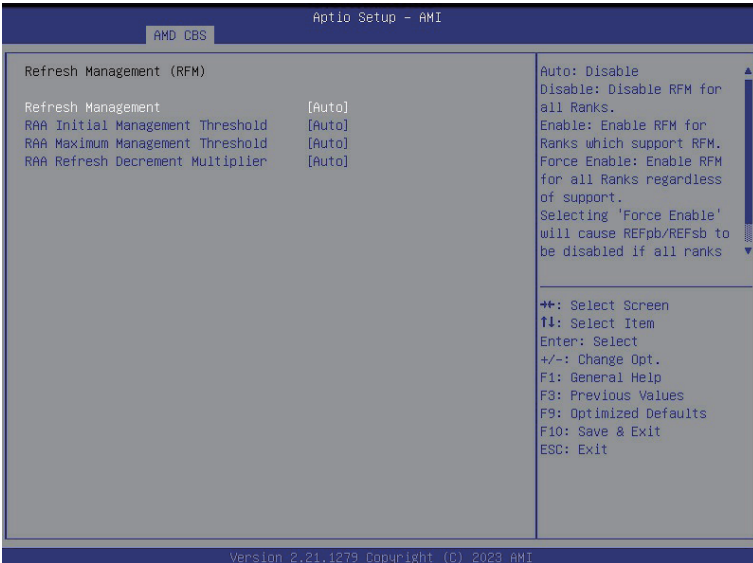 Aptio Setup – AMI
AMD CBS
Refresh Management (RFM)
Refresh Management [Auto]
RAA Initial Management Threshold [Auto]
RAA Maximum Management Threshold [Auto]
RAA Refresh Decrement Multiplier [Auto]
Auto: Disable
Disable: Disable RFM for
all Ranks.
Enable: Enable RFM for
Ranks which support RFM.
Force Enable: Enable RFM
for all Ranks regardless
of support.
Selecting 'Force Enable'
will cause REFpb/REFsb to
be disabled if all ranks
→←: Select Screen
↑↓: Select Item
Enter: Select
+/-: Change Opt.
F1: General Help
F3: Previous Values
F9: Optimized Defaults
F10: Save & Exit
ESC: Exit
Version 2.21.1279 Copyright (C) 2023 AMI